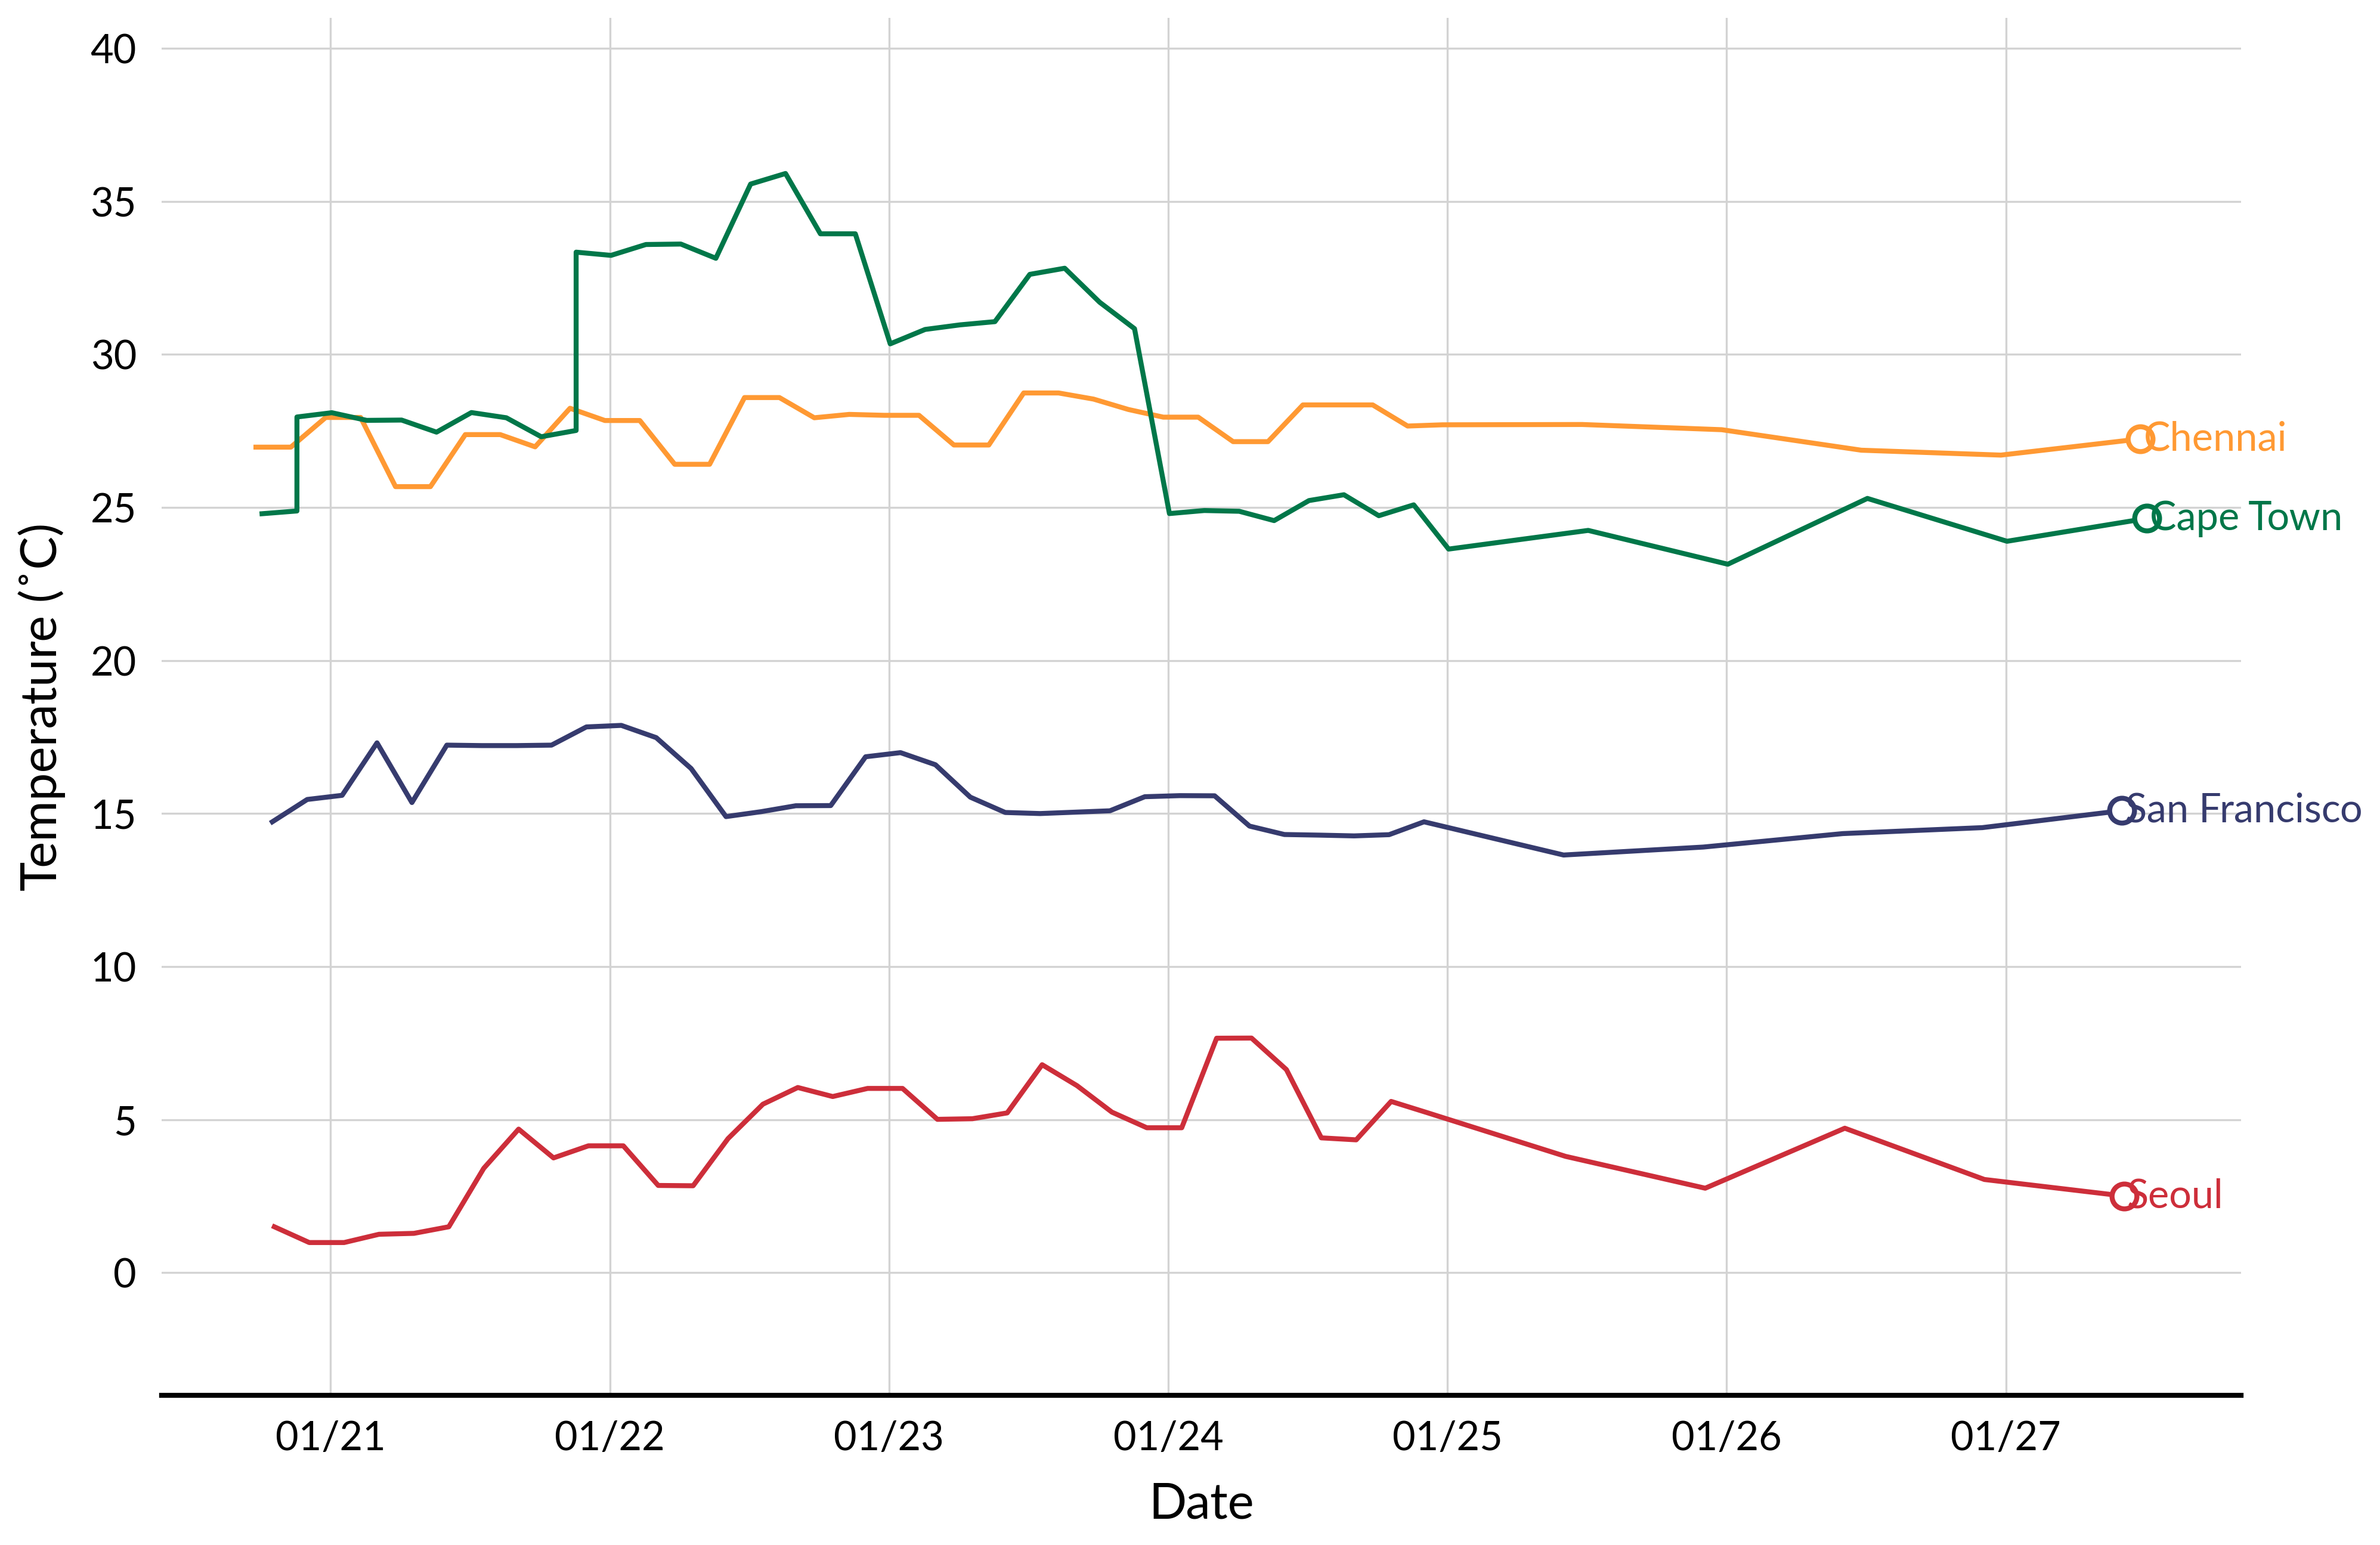 40
35
30
25
20
15
10
5
0
Temperature (°C)
Chennai
Cape Town
San Francisco
Seoul
01/21 01/22 01/23 01/24 01/25 01/26 01/27
Date